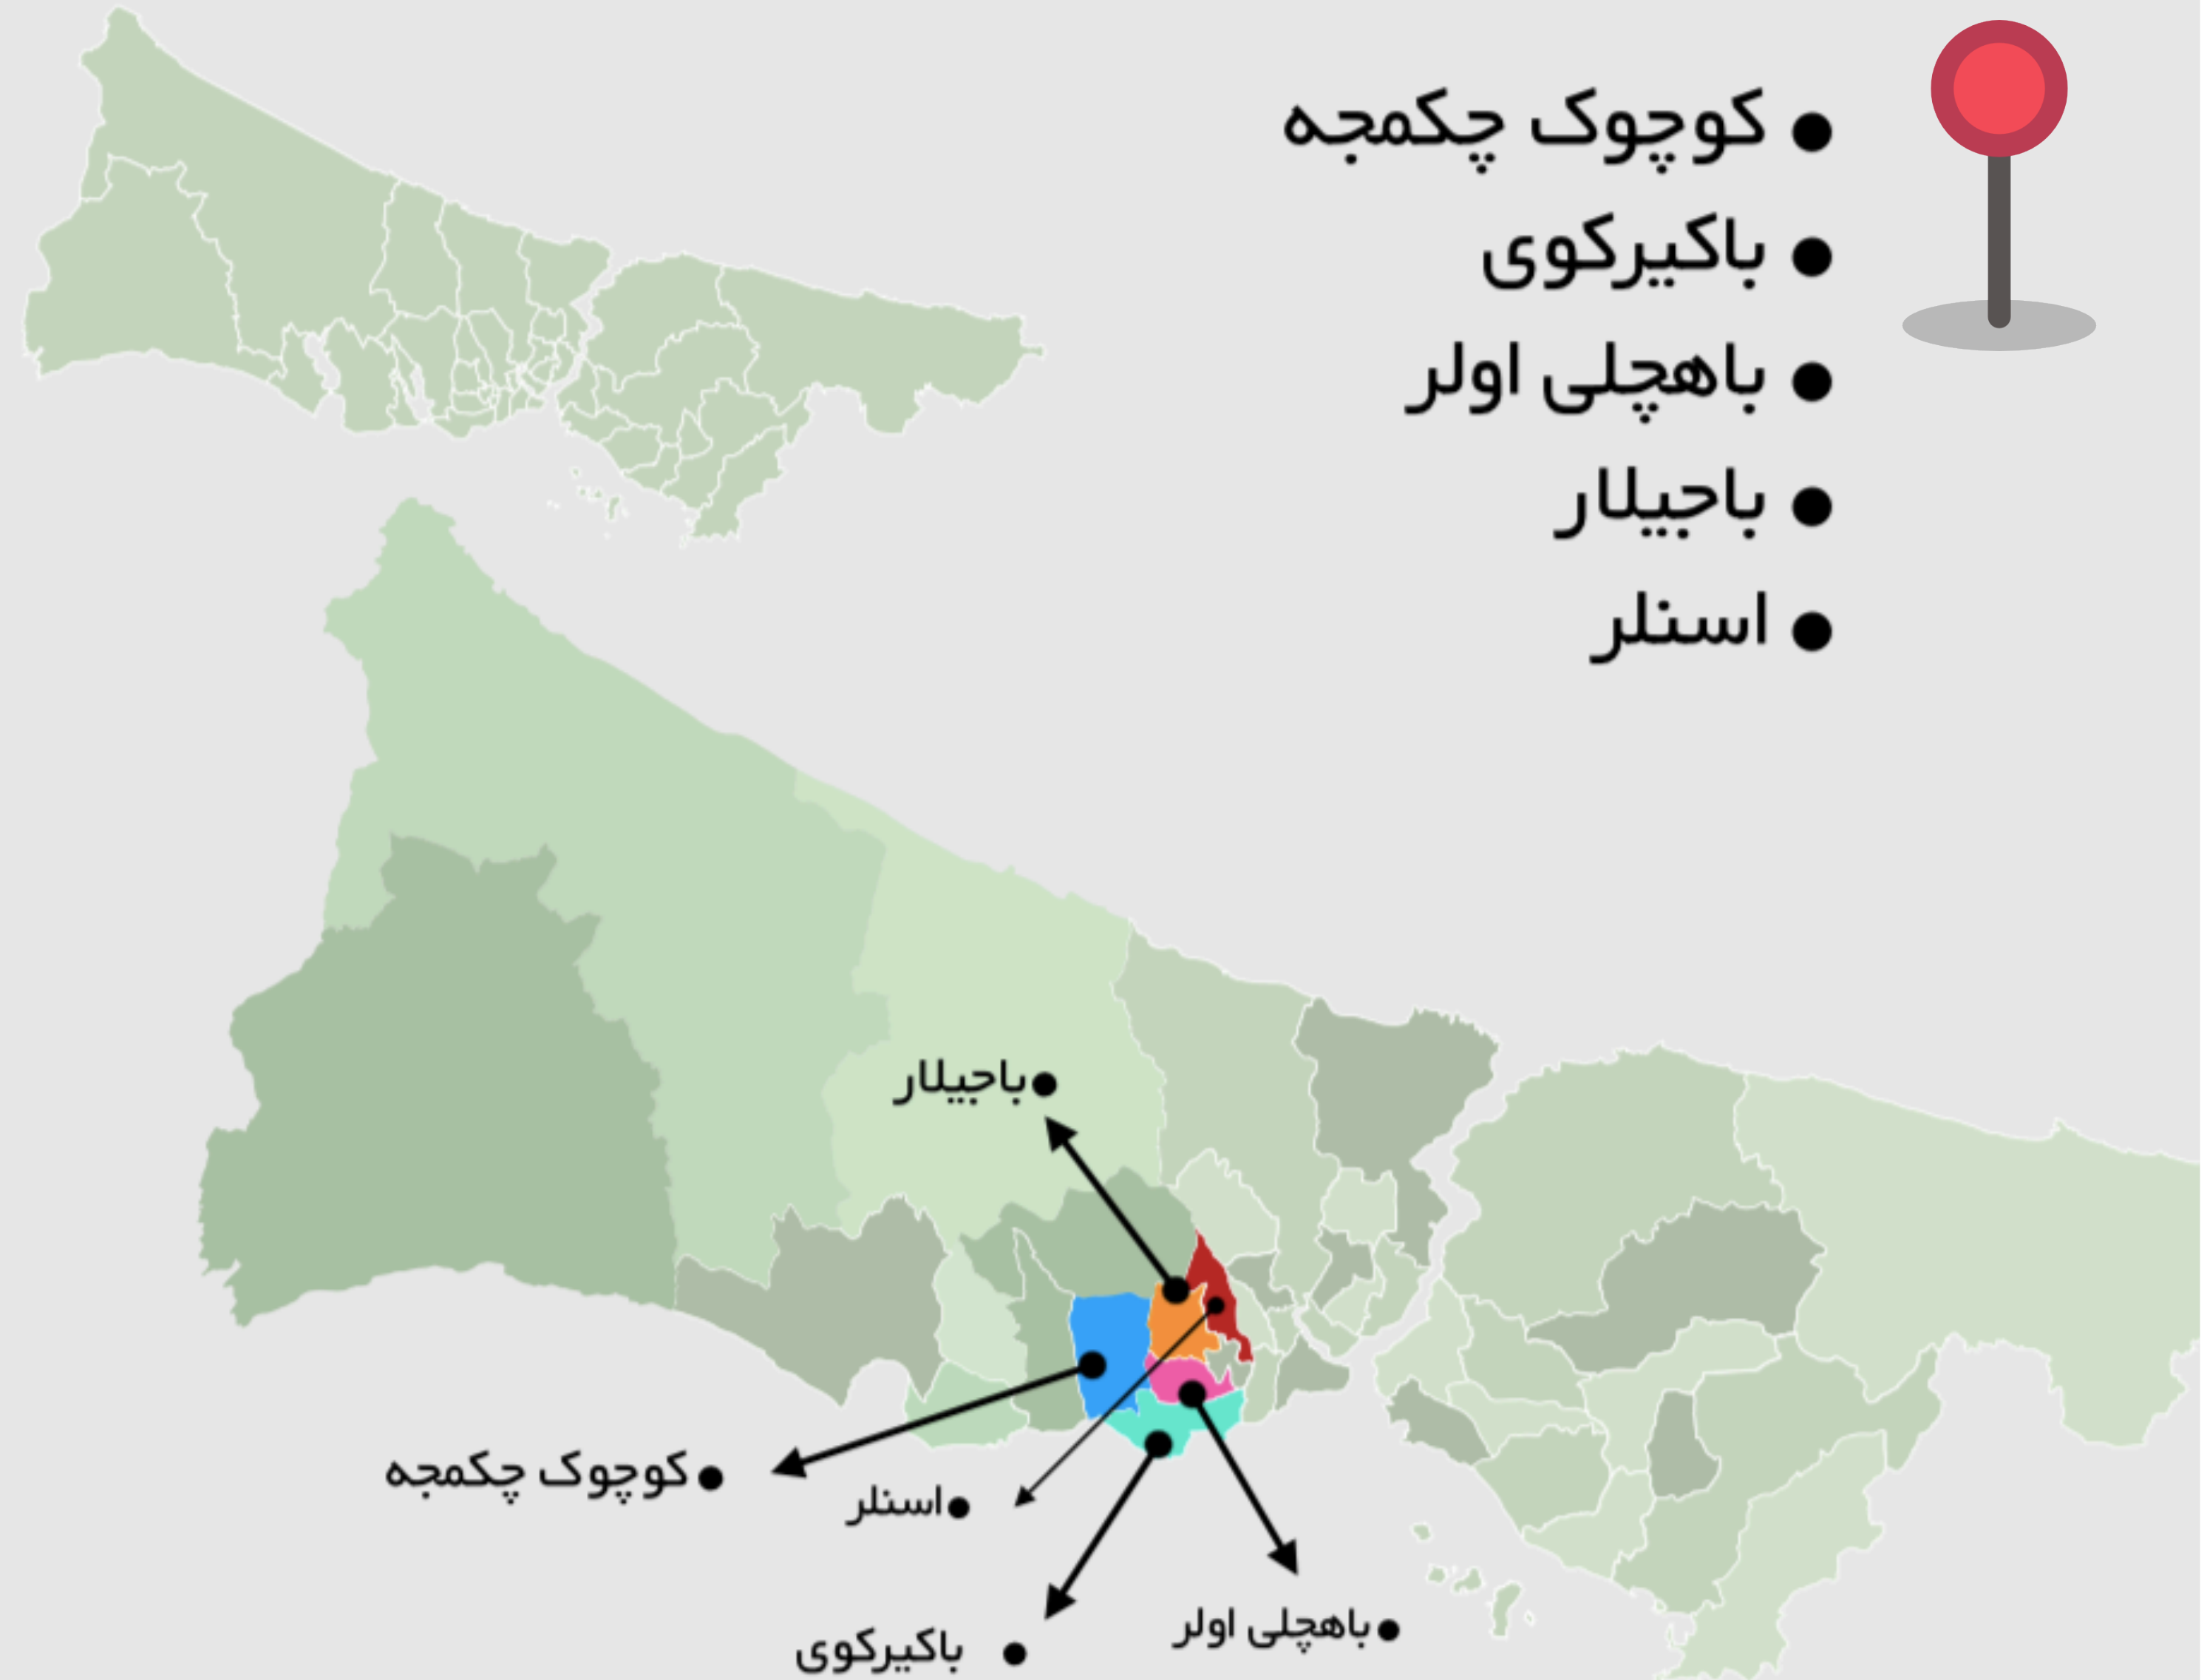 ● کوچوک چکمجه
● باکیرکوی
● باهچلی اولر
● باجیلار
● اسنلر
●باجیلار
●کوچوک چکمجه
●اسنلر
●باهچلی اولر
● باکیرکوی